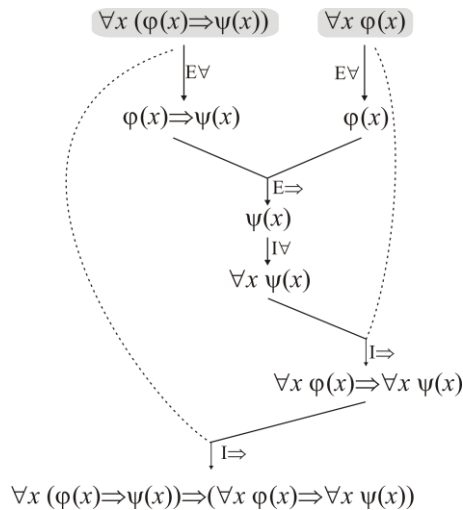 ∀x (φ(x)⇒ψ(x)) ∀x φ(x)
E∀ E∀
φ(x)⇒ψ(x) φ(x)
E⇒
ψ(x)
I∀
∀x ψ(x)
I⇒
∀x φ(x)⇒∀x ψ(x)
I⇒
∀x (φ(x)⇒ψ(x))⇒(∀x φ(x)⇒∀x ψ(x))